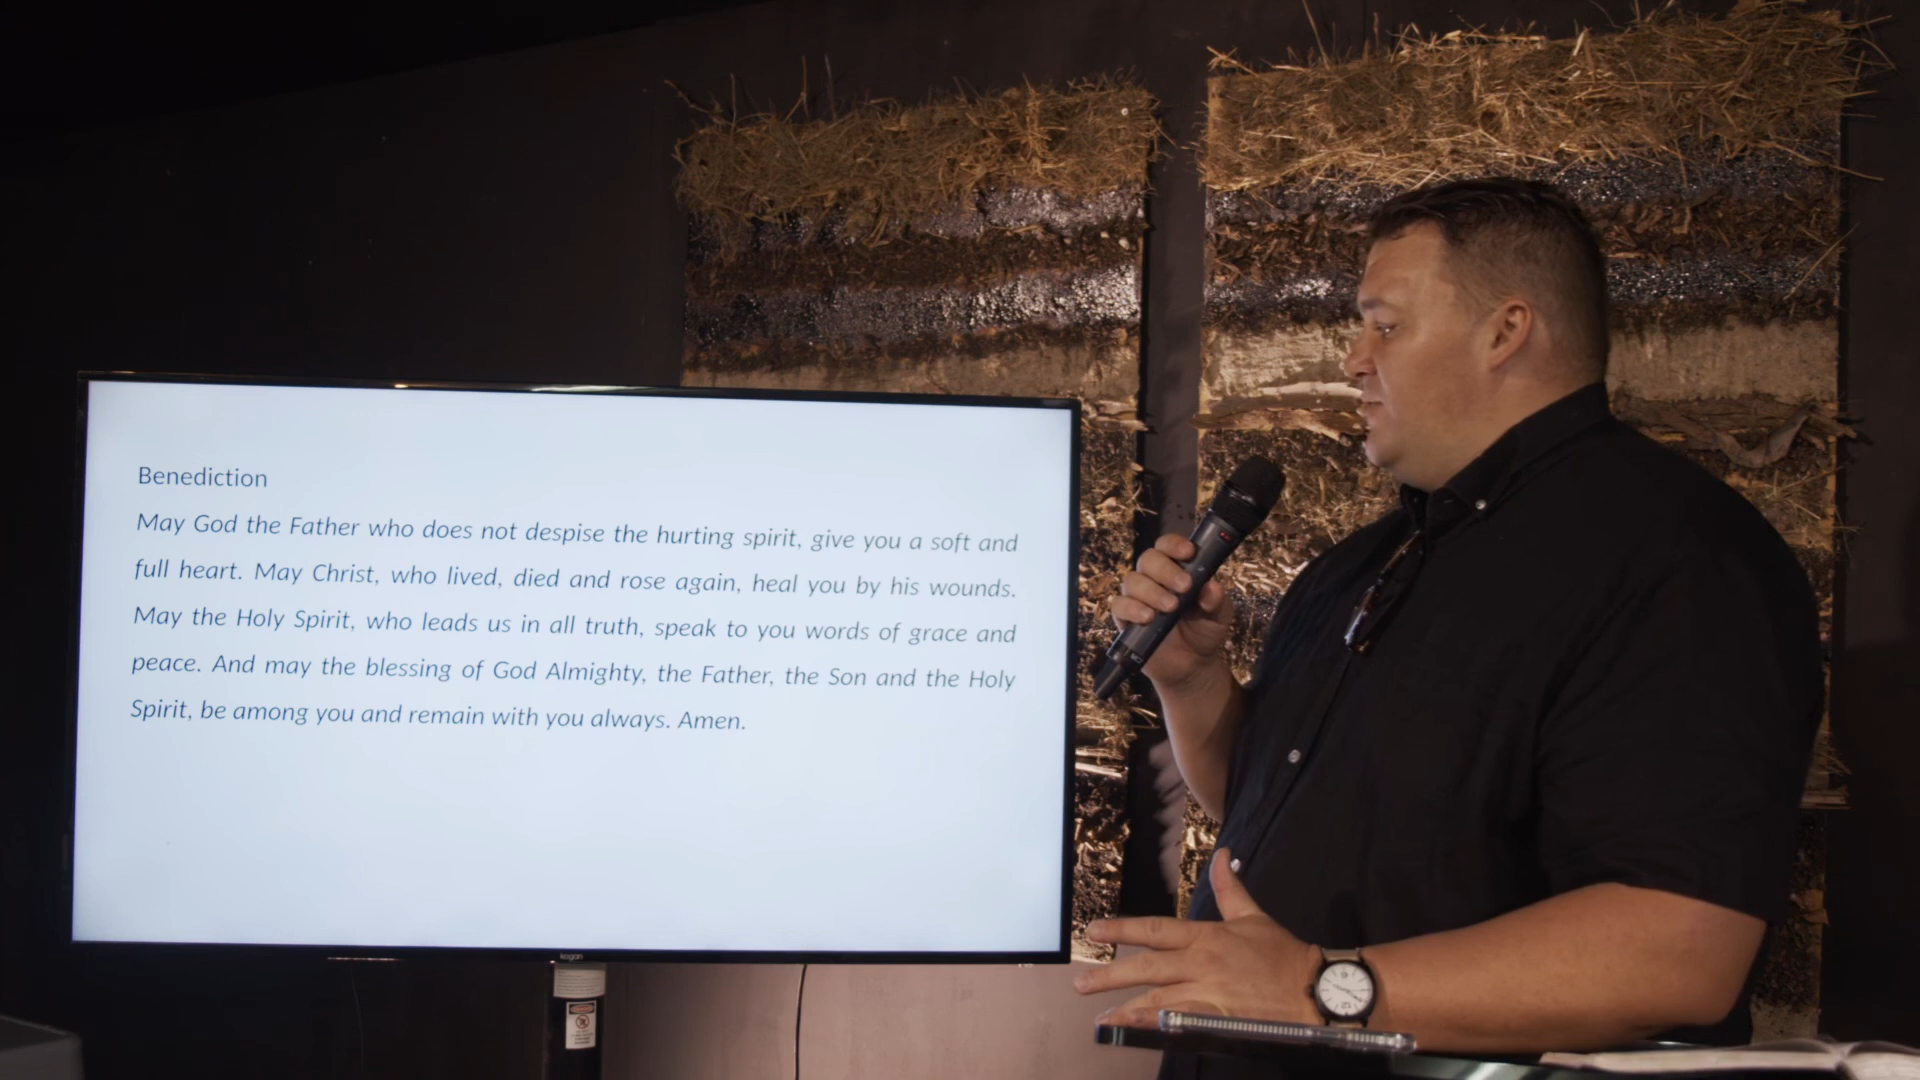 Benediction
May God the Father who does not despise the hurting spirit, give you a soft and
full heart. May Christ, who lived, died and rose again, heal you by his wounds.
May the Holy Spirit, who leads us in all truth, speak to you words of grace and
peace. And may the blessing of God Almighty, the Father, the Son and the Holy
Spirit, be among you and remain with you always. Amen.
kogan